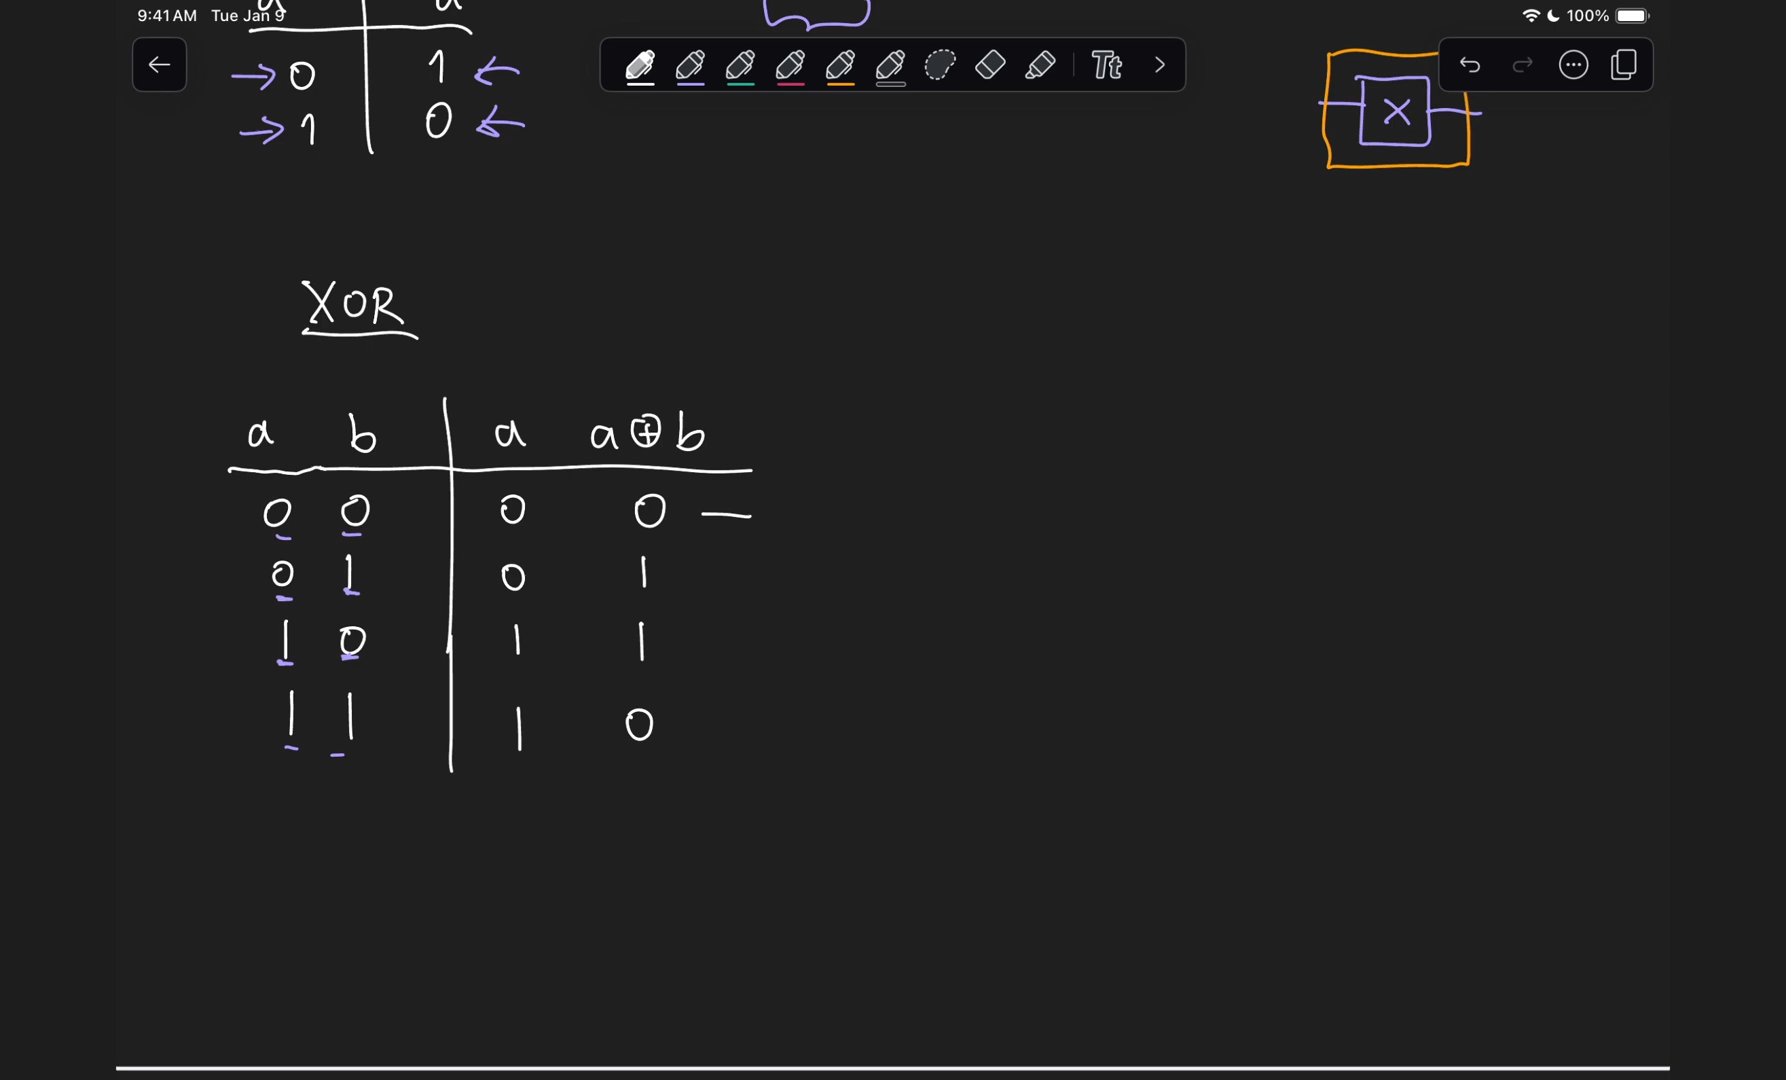 9:41 AM Tue Jan 9
100%
0 1
1 0
Tt
X
XOR
a b a a⊕b
0 0 0 0 —
0 1 0 1
1 0 1 1
1 1 1 0